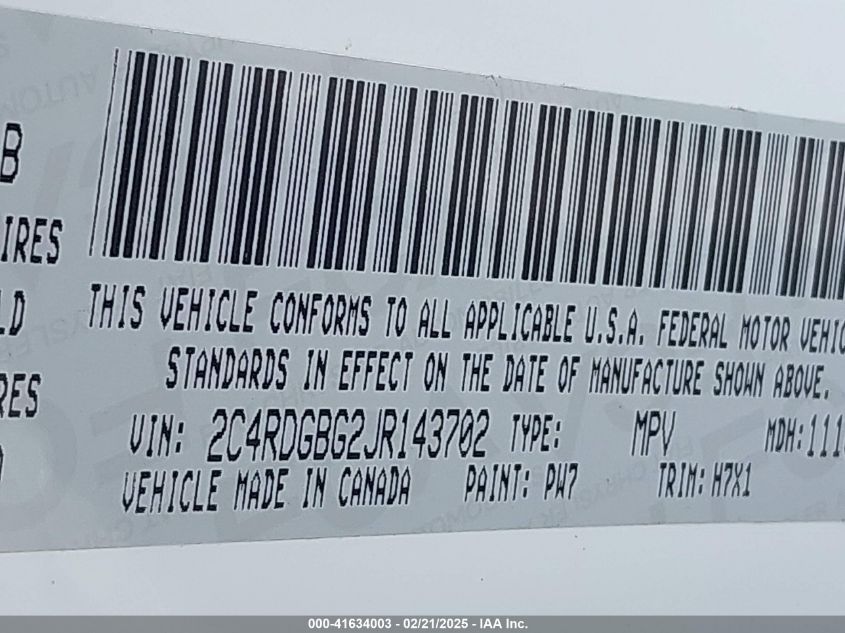 B
IRES
LD
RES
THIS VEHICLE CONFORMS TO ALL APPLICABLE U.S.A. FEDERAL MOTOR VEHIC
STANDARDS IN EFFECT ON THE DATE OF MANUFACTURE SHOWN ABOVE.
VIN: 2C4RDGBG2JR143702 TYPE: MPV MDH: 111
VEHICLE MADE IN CANADA PAINT: PW7 TRIM: H7X1
000-41634003 - 02/21/2025 - IAA Inc.